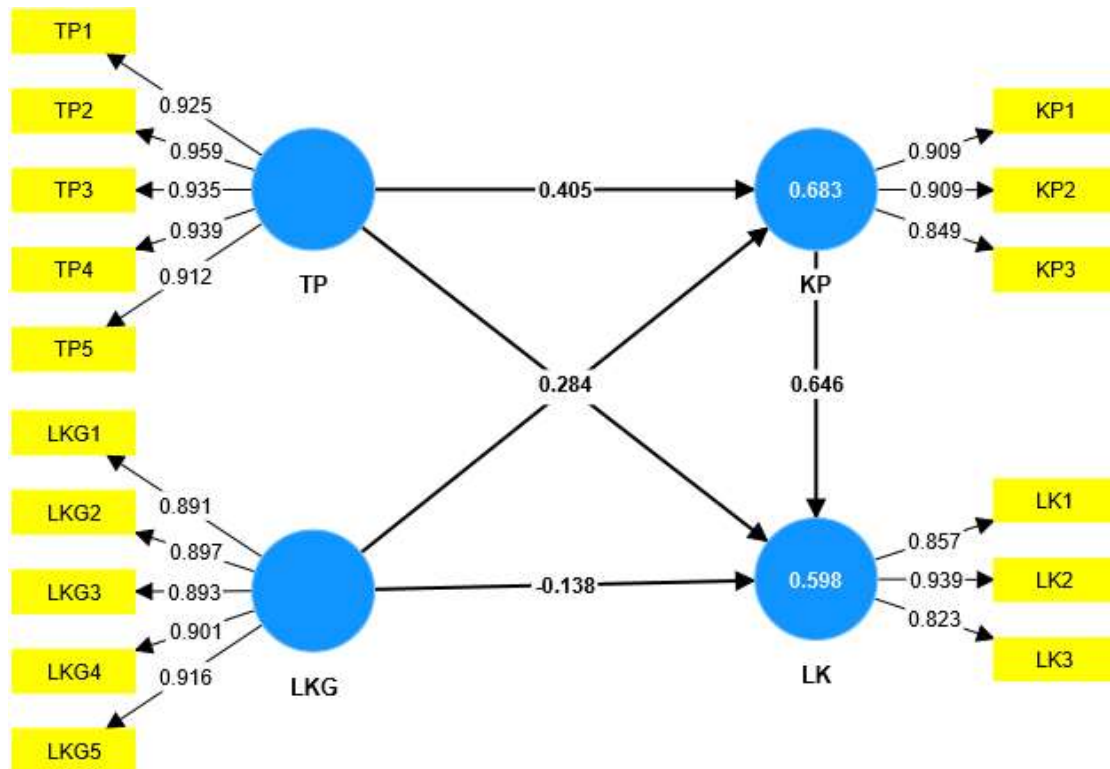 TP1
TP2
TP3
TP4
TP5
0.925
0.959
0.935
0.939
0.912
TP
LKG1
LKG2
LKG3
LKG4
LKG5
0.891
0.897
0.893
0.901
0.916
LKG
0.405
0.284
-0.138
0.646
0.683
KP
0.909
0.909
0.849
KP1
KP2
KP3
0.598
LK
0.857
0.939
0.823
LK1
LK2
LK3